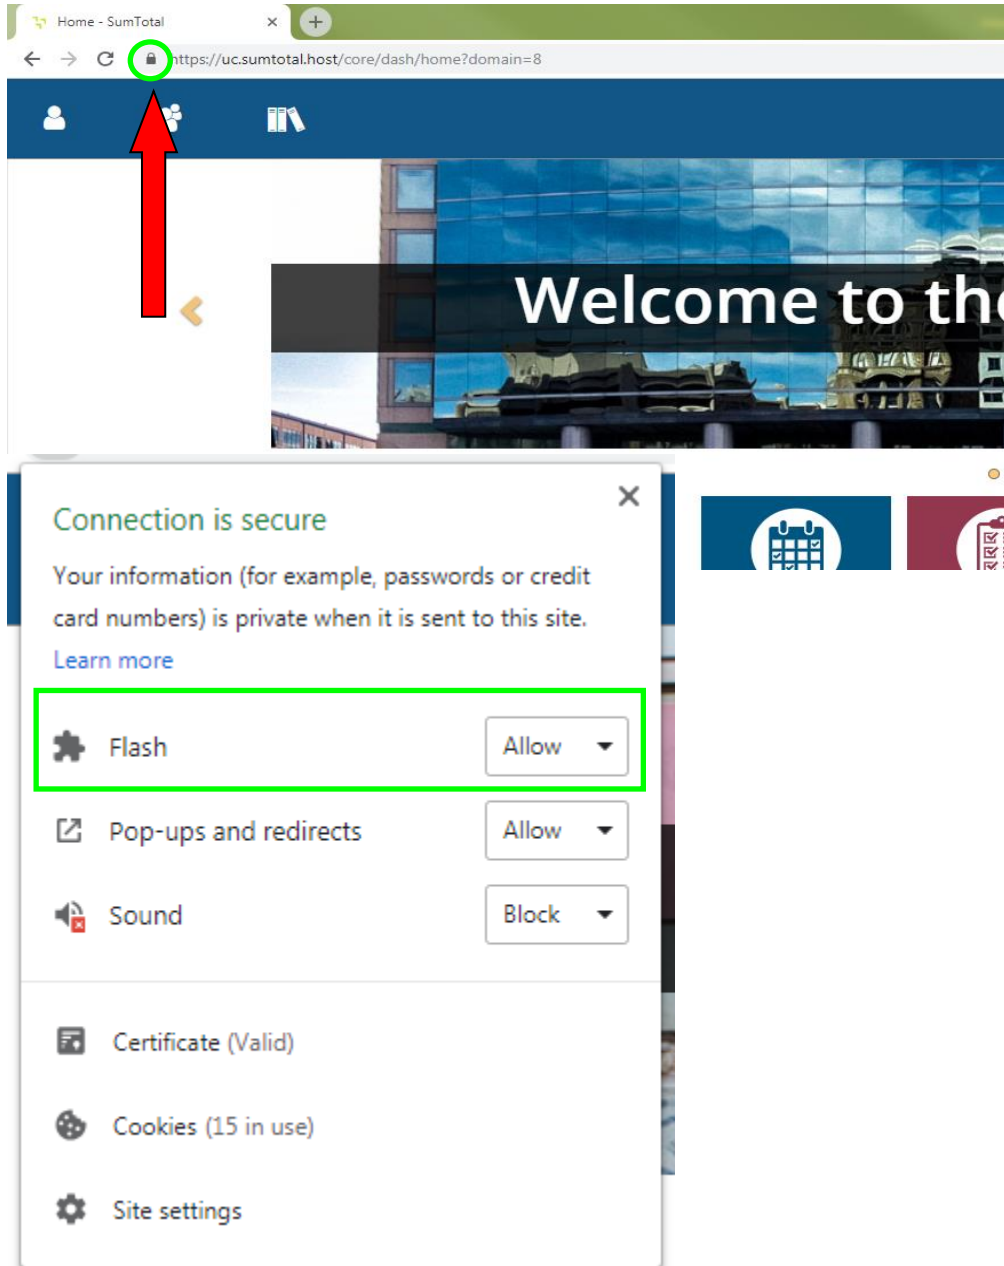 Home - SumTotal
https://uc.sumtotal.host/core/dash/home?domain=8
Welcome to the
Connection is secure
Your information (for example, passwords or credit
card numbers) is private when it is sent to this site.
Learn more
Flash Allow
Pop-ups and redirects Allow
Sound Block
Certificate (Valid)
Cookies (15 in use)
Site settings